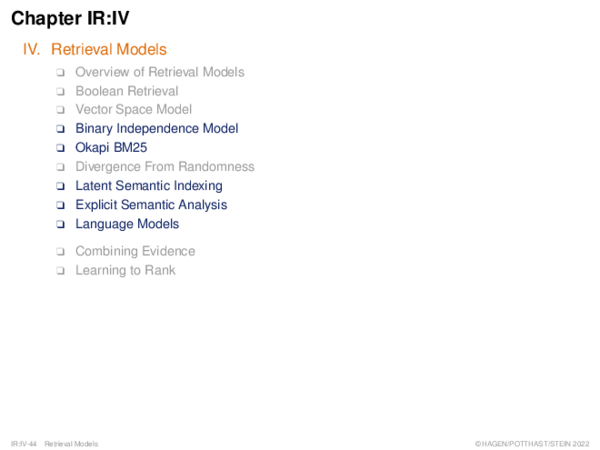 Chapter IR:IV
IV. Retrieval Models
❑ Overview of Retrieval Models
❑ Boolean Retrieval
❑ Vector Space Model
❑ Binary Independence Model
❑ Okapi BM25
❑ Divergence From Randomness
❑ Latent Semantic Indexing
❑ Explicit Semantic Analysis
❑ Language Models
❑ Combining Evidence
❑ Learning to Rank
IR:IV-44 Retrieval Models ©HAGEN/POTTHAST/STEIN 2022